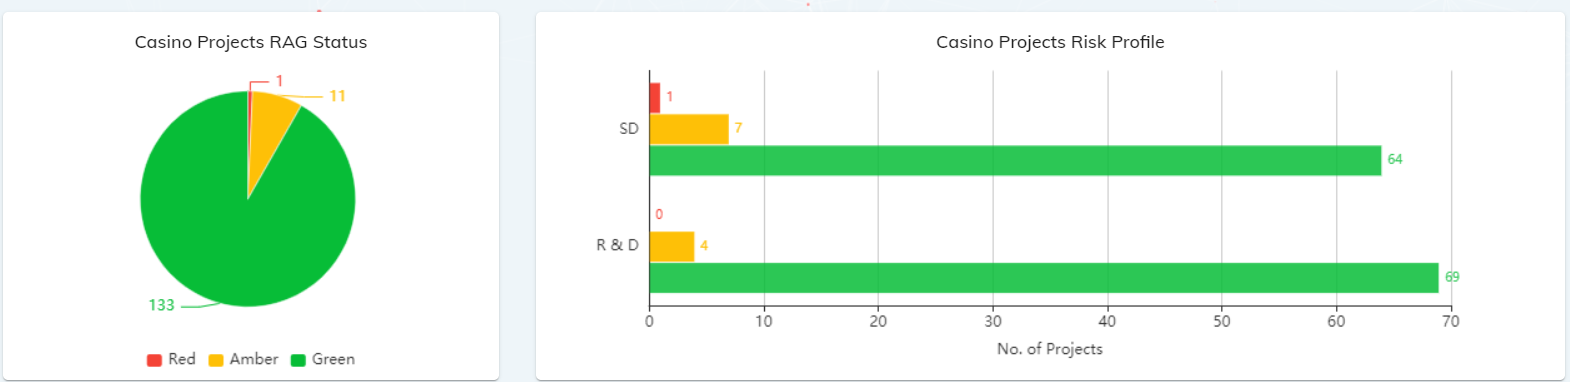 Casino Projects RAG Status
1
11
133
Red Amber Green
Casino Projects Risk Profile
1
SD 7
64
0
R & D 4
69
0 10 20 30 40 50 60 70
No. of Projects